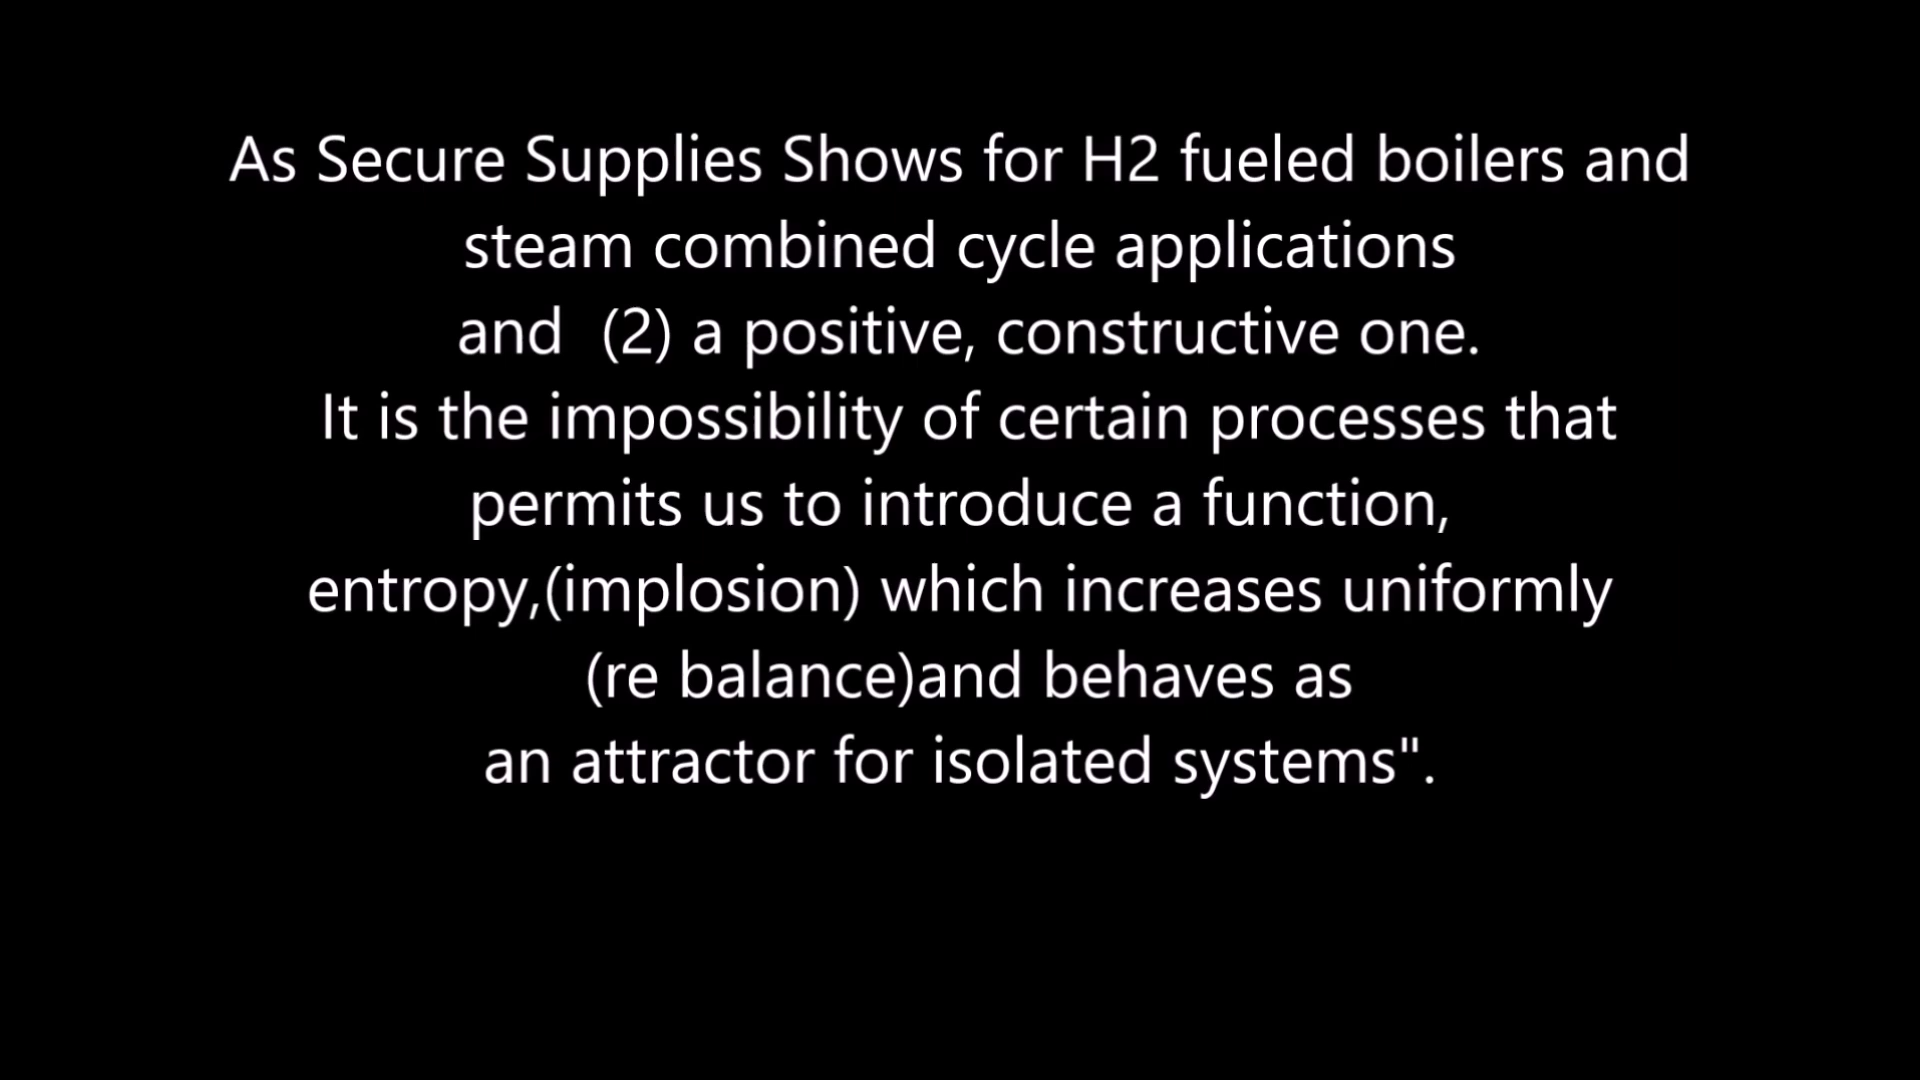 As Secure Supplies Shows for H2 fueled boilers and
steam combined cycle applications
and  (2) a positive, constructive one.
It is the impossibility of certain processes that
permits us to introduce a function,
entropy,(implosion) which increases uniformly
(re balance)and behaves as
an attractor for isolated systems".